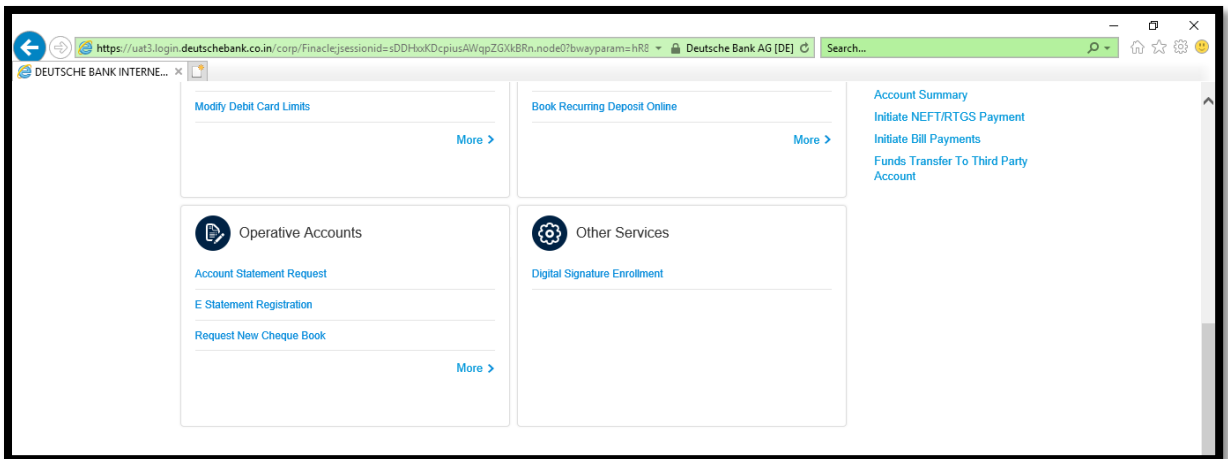 https://uat3.login.deutschebank.co.in/corp/Finacle;jsessionid=sDDHxxKDcpiusAWqpZGXkBRn.node0?bwayparam=hR8
Deutsche Bank AG [DE]
Search...
DEUTSCHE BANK INTERNE...
Modify Debit Card Limits
More
Book Recurring Deposit Online
More
Account Summary
Initiate NEFT/RTGS Payment
Initiate Bill Payments
Funds Transfer To Third Party
Account
Operative Accounts
Account Statement Request
E Statement Registration
Request New Cheque Book
More
Other Services
Digital Signature Enrollment